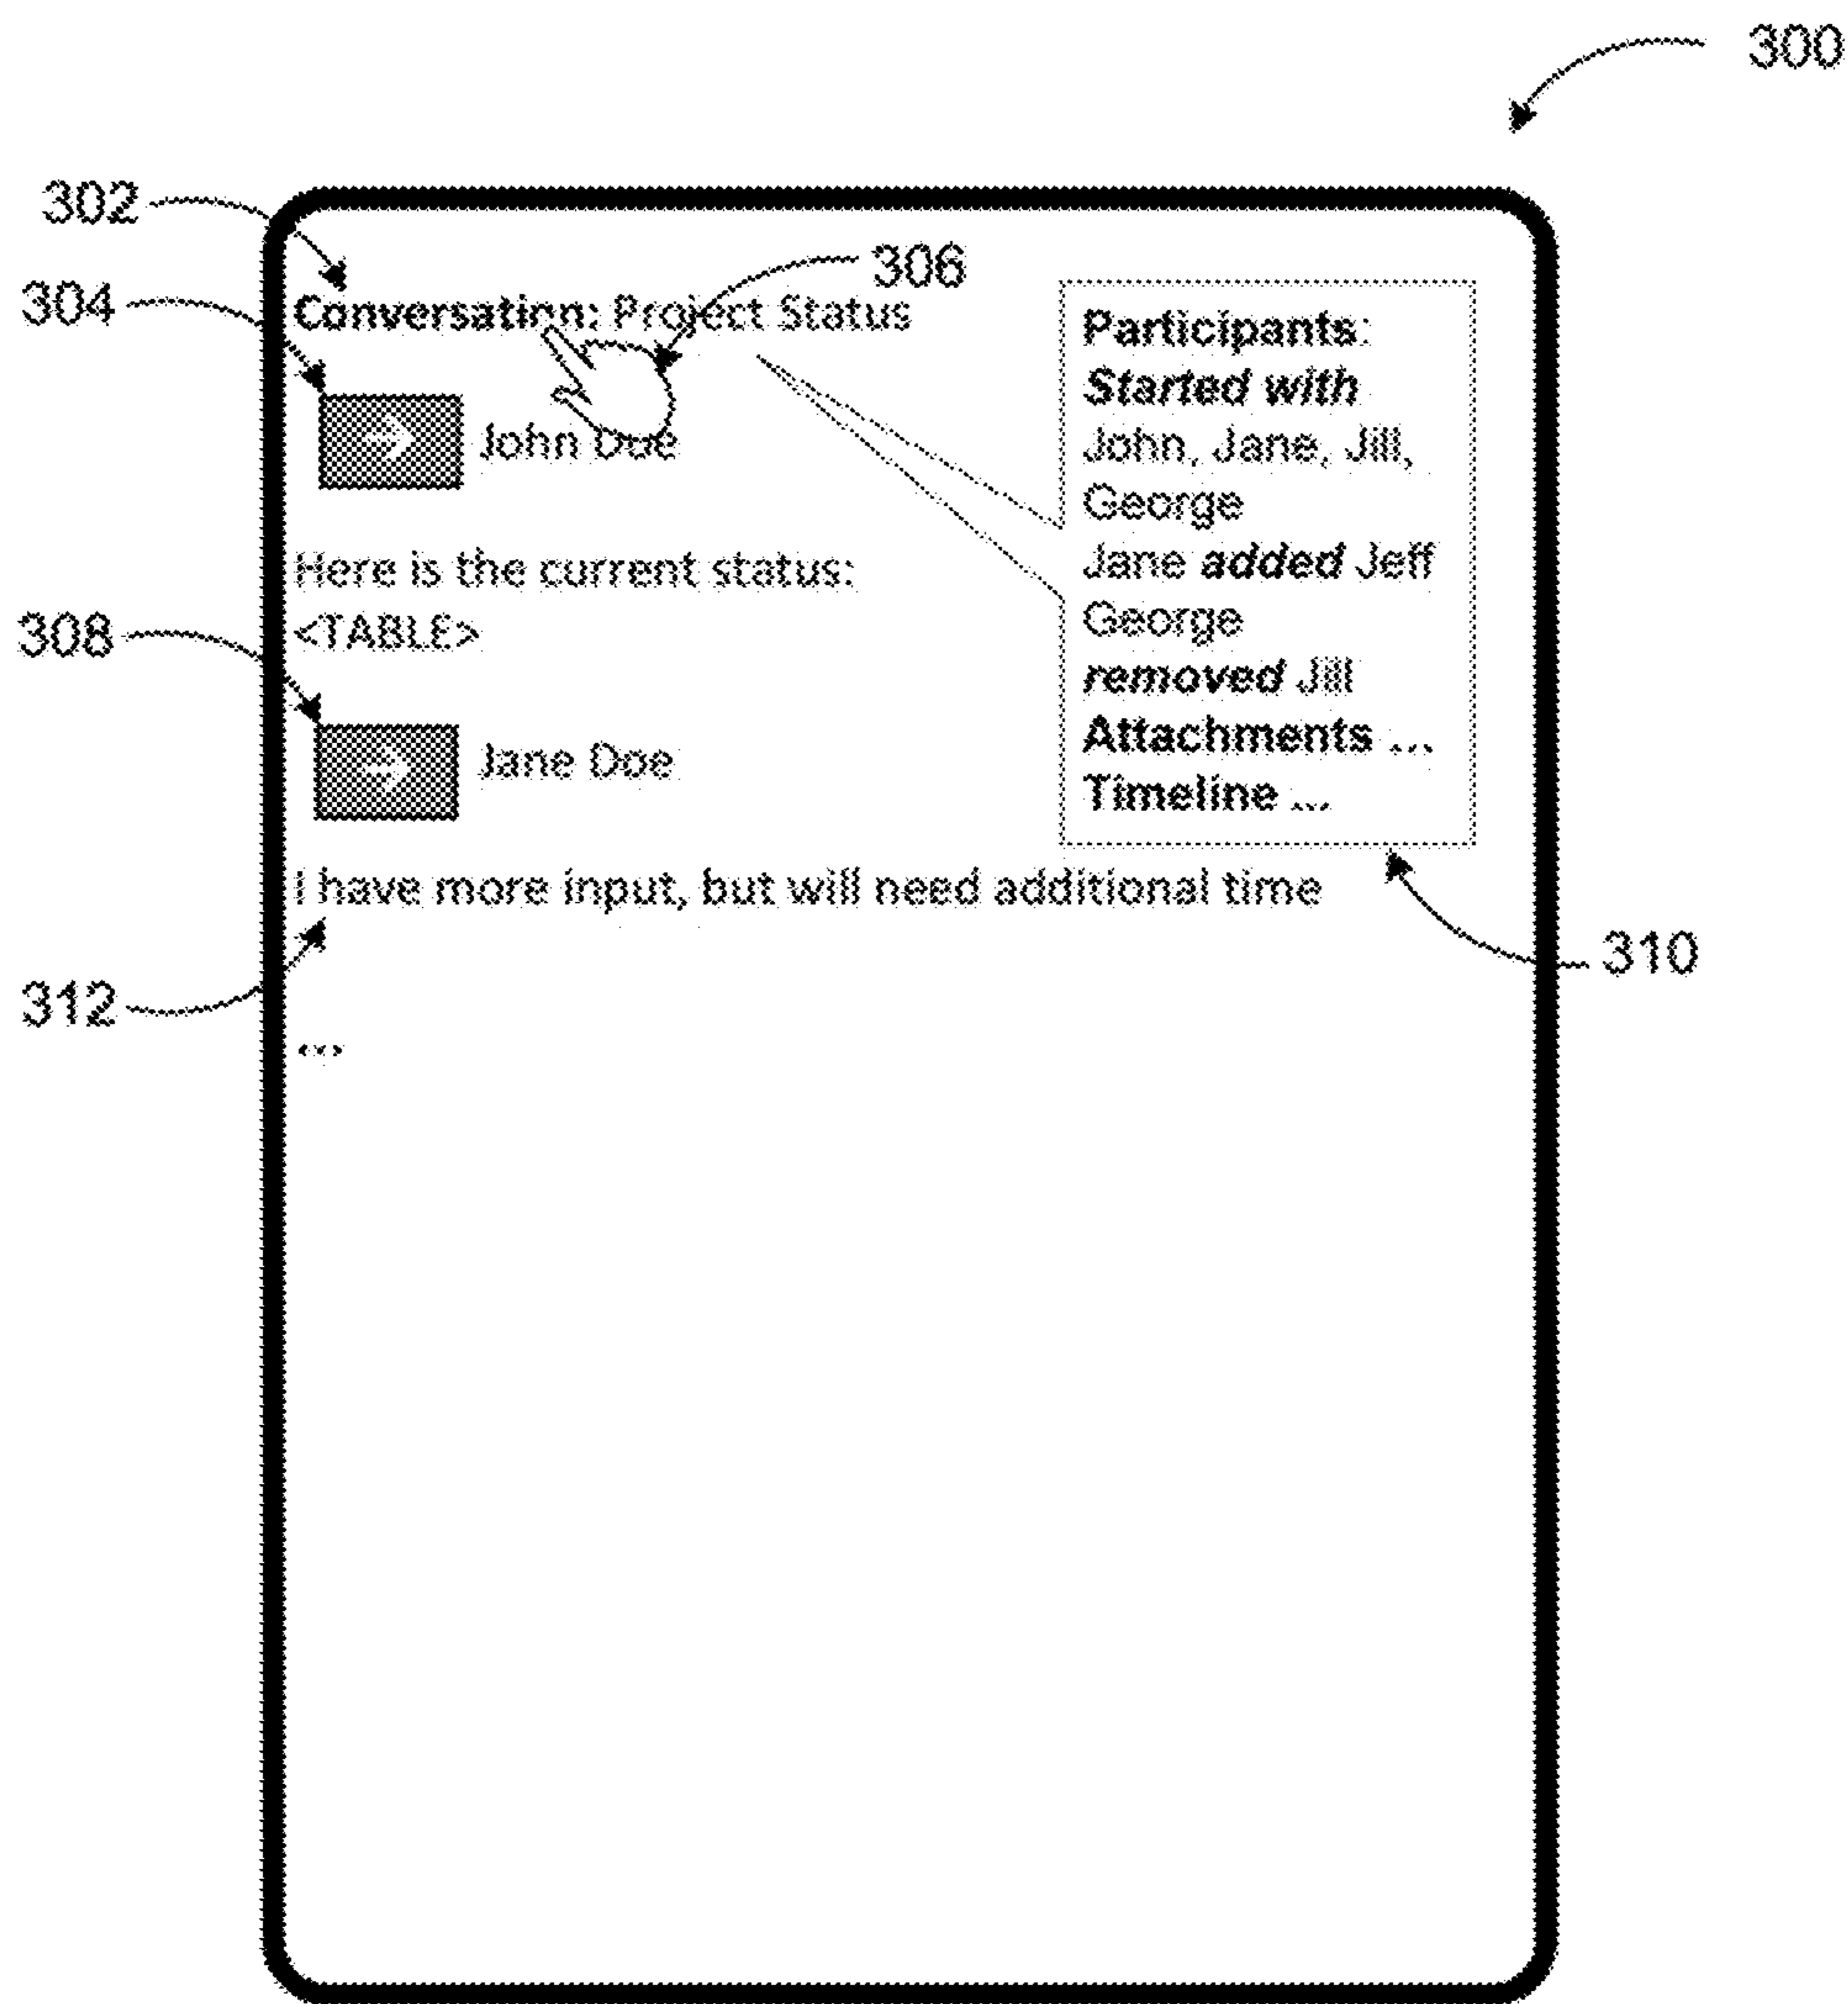 300
302
304
306
Conversation: Project Status
John Doe
Here is the current status:
<TABLE>
308
Jane Doe
I have more input, but will need additional time
312
...
Participants:
Started with
John, Jane, Jill,
George
Jane added Jeff
George
removed Jill
Attachments ...
Timeline ...
310